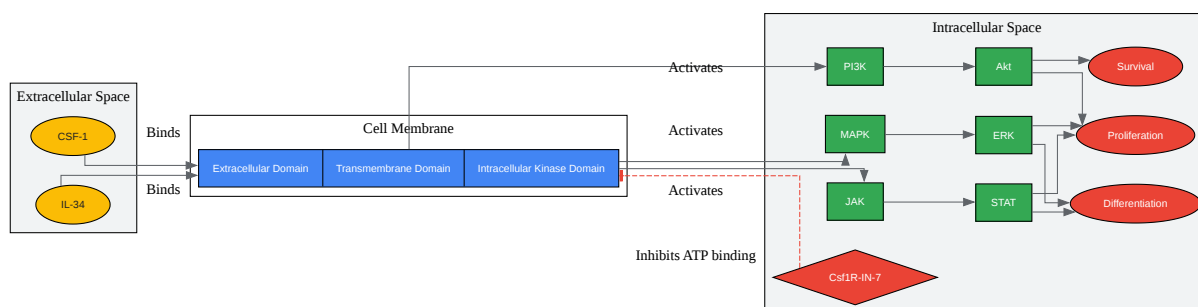 Extracellular Space
CSF-1
IL-34
Binds
Binds
Cell Membrane
Extracellular Domain
Transmembrane Domain
Intracellular Kinase Domain
Activates
Activates
Activates
Inhibits ATP binding
Intracellular Space
PI3K
Akt
Survival
MAPK
ERK
Proliferation
JAK
STAT
Differentiation
Csf1R-IN-7